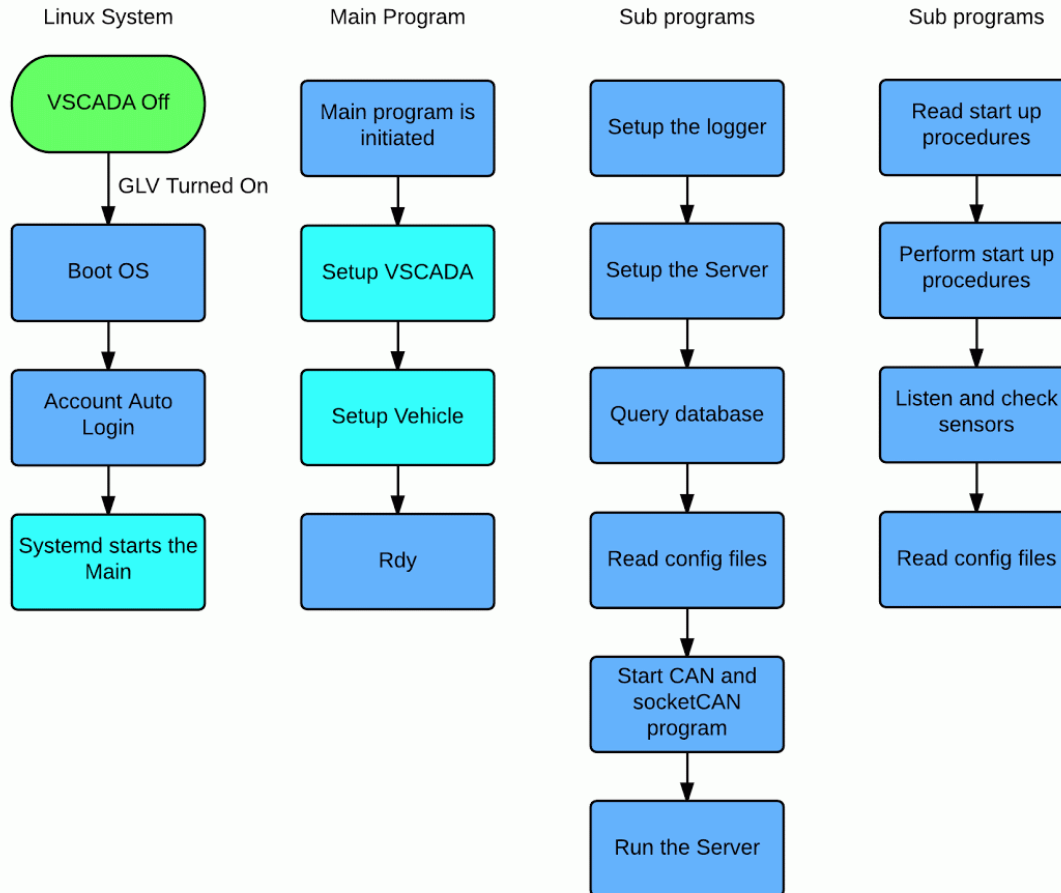 Linux System
VSCADA Off
GLV Turned On
Boot OS
Account Auto
Login
Systemd starts the
Main
Main Program
Main program is
initiated
Setup VSCADA
Setup Vehicle
Rdy
Sub programs
Setup the logger
Setup the Server
Query database
Read config files
Start CAN and
socketCAN
program
Run the Server
Sub programs
Read start up
procedures
Perform start up
procedures
Listen and check
sensors
Read config files